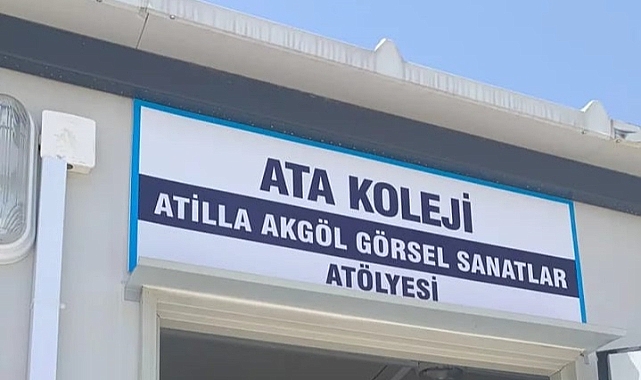 ATA KOLEJİ
ATİLLA AKGÖL GÖRSEL SANATLAR
ATÖLYESİ